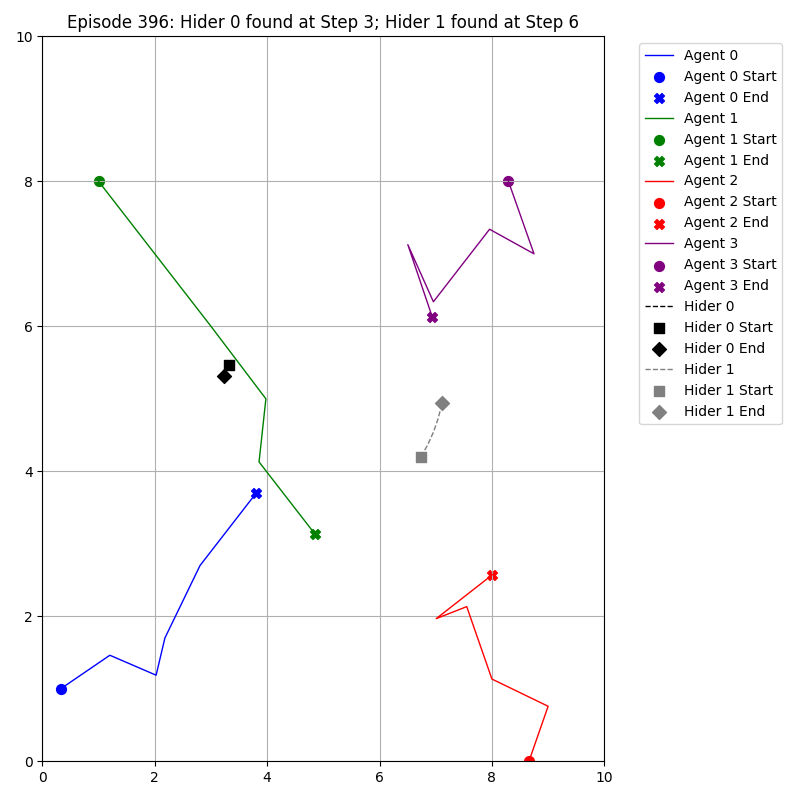 Episode 396: Hider 0 found at Step 3; Hider 1 found at Step 6
10
8
6
4
2
0
0 2 4 6 8 10
Agent 0
Agent 0 Start
Agent 0 End
Agent 1
Agent 1 Start
Agent 1 End
Agent 2
Agent 2 Start
Agent 2 End
Agent 3
Agent 3 Start
Agent 3 End
Hider 0
Hider 0 Start
Hider 0 End
Hider 1
Hider 1 Start
Hider 1 End